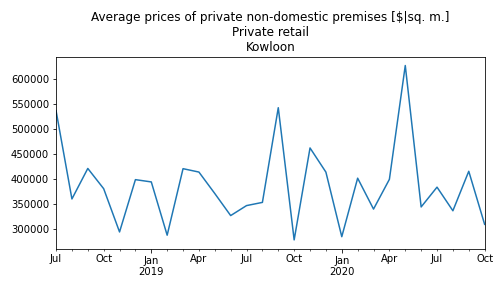 Average prices of private non-domestic premises [$|sq. m.]
Private retail
Kowloon
600000
550000
500000
450000
400000
350000
300000
Jul Oct Jan Apr Jul Oct Jan Apr Jul Oct
2019 2020